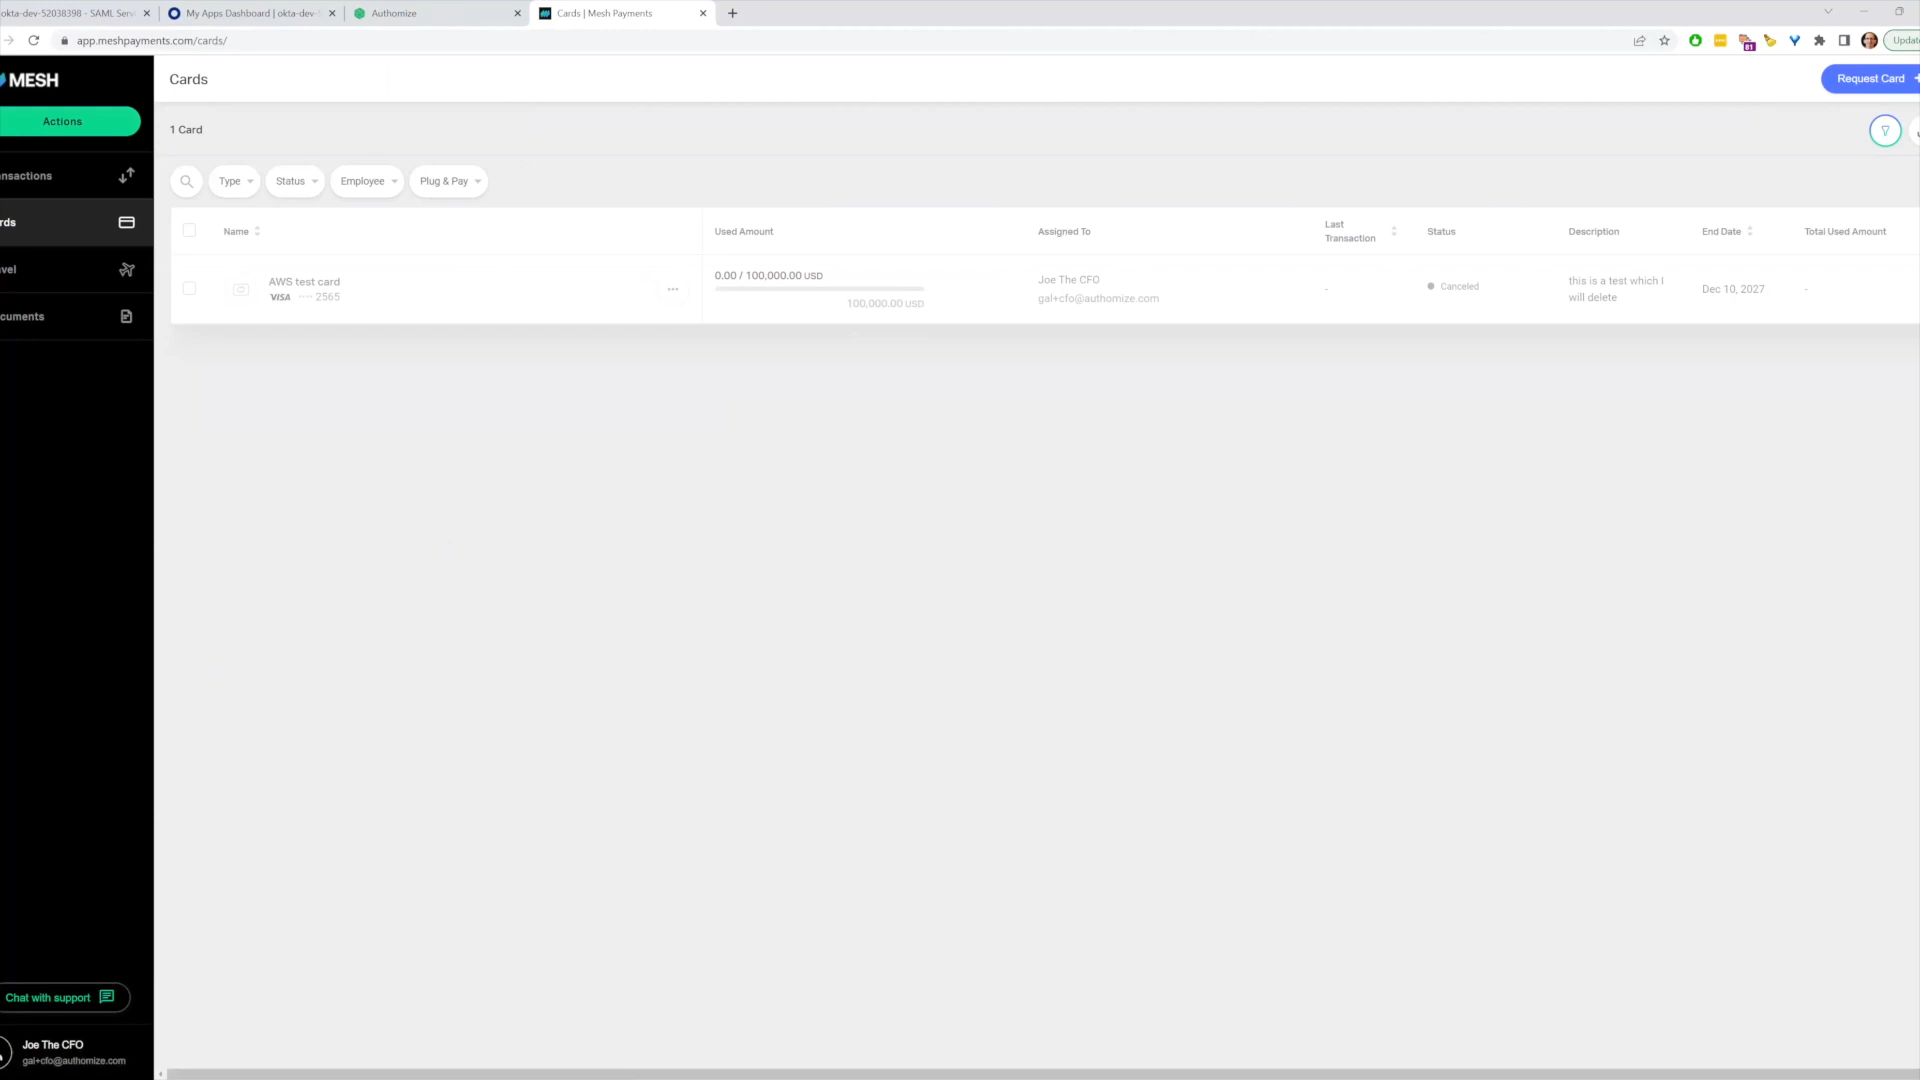 okta-dev-52038398 - SAML Serv
My Apps Dashboard | okta-dev-5
Authomize
Cards | Mesh Payments
app.meshpayments.com/cards/
81
Update
MESH
Cards
Request Card +
Actions
1 Card
nsactions
Type
Status
Employee
Plug & Pay
rds
Name
Used Amount
Assigned To
Last Transaction
Status
Description
End Date
Total Used Amount
vel
AWS test card
VISA ···· 2565
0.00 / 100,000.00 USD
100,000.00 USD
Joe The CFO
gal+cfo@authomize.com
-
Canceled
this is a test which I
will delete
Dec 10, 2027
-
cuments
Chat with support
Joe The CFO
gal+cfo@authomize.com